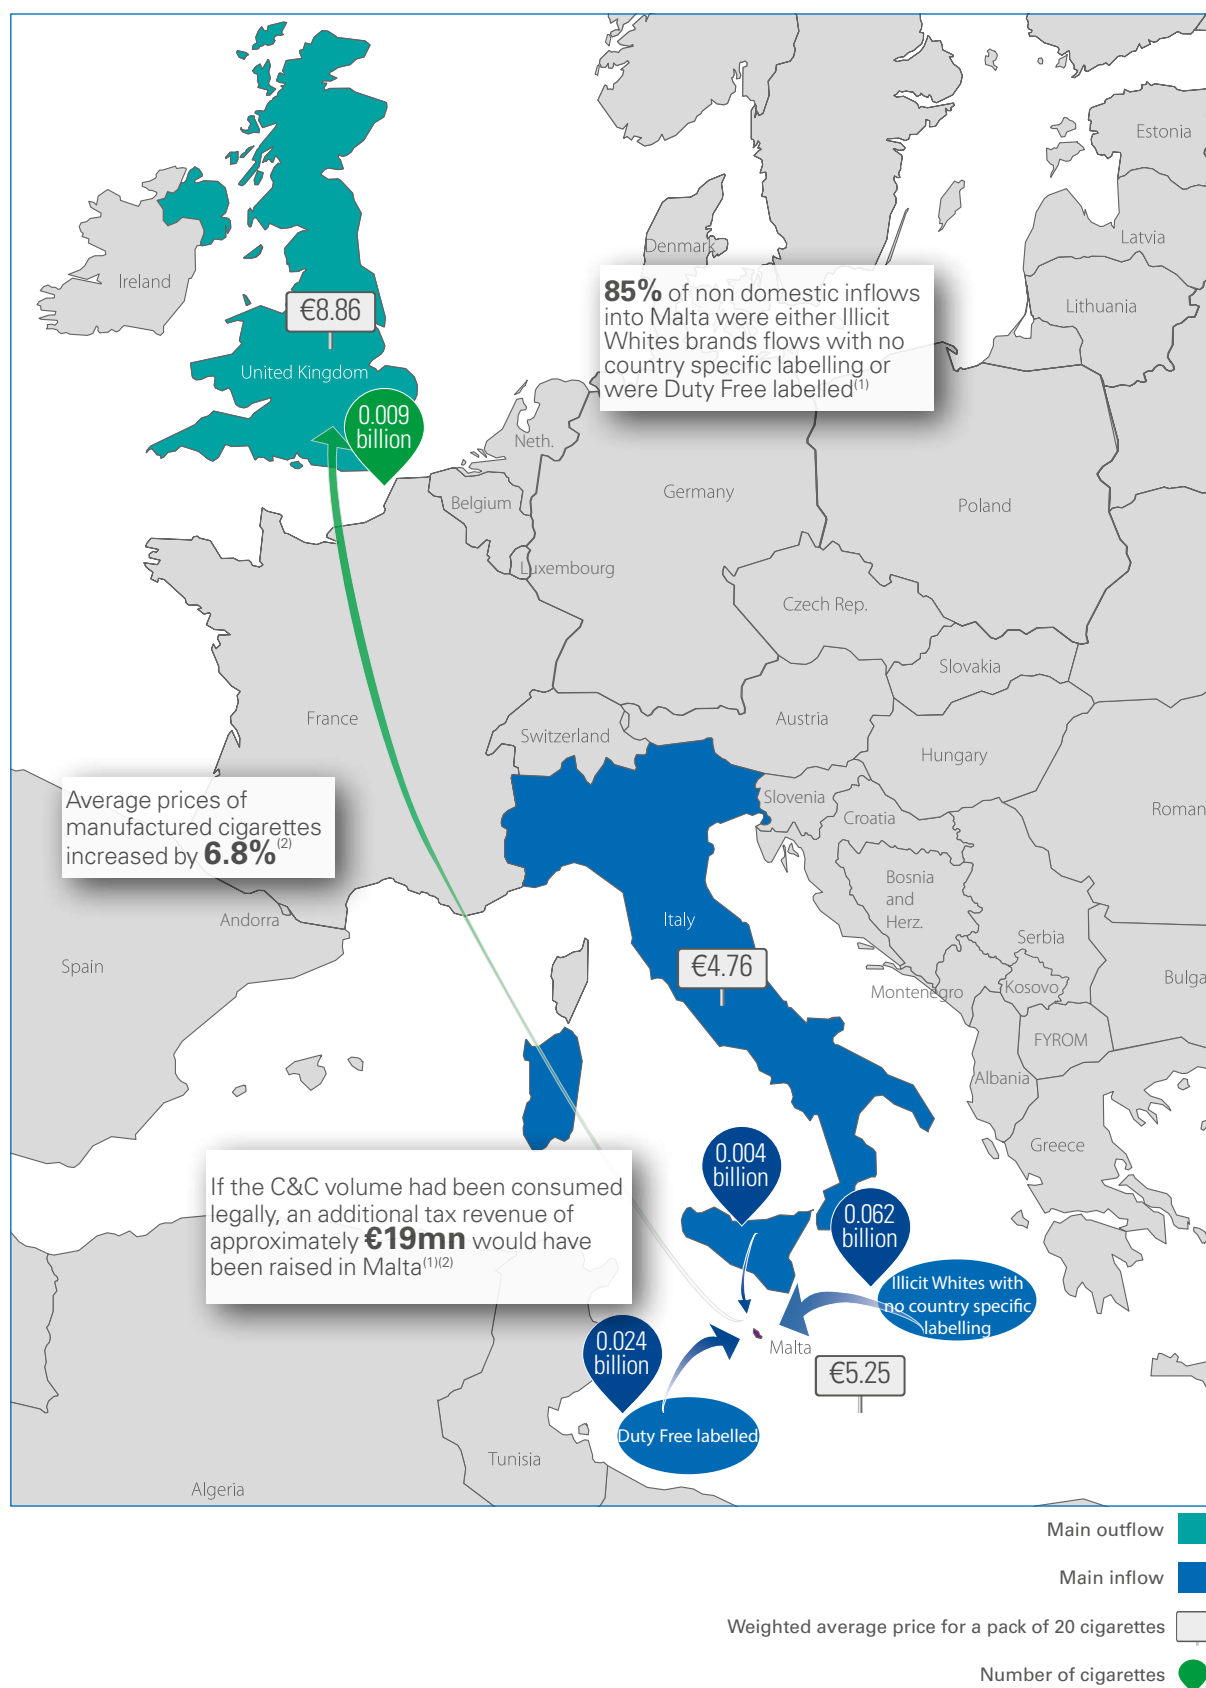 Estonia
Latvia
Denmark
Lithuania
Ireland
€8.86
85% of non domestic inflows
into Malta were either Illicit
Whites brands flows with no
country specific labelling or
were Duty Free labelled(1)
United Kingdom
0.009
billion
Neth.
Belgium
Germany
Poland
Luxembourg
Czech Rep.
Slovakia
France
Switzerland
Austria
Hungary
Slovenia
Croatia
Roman
Average prices of
manufactured cigarettes
increased by 6.8%(2)
Bosnia
and
Herz.
Andorra
Italy
Serbia
Spain
€4.76
Montenegro
Kosovo
Bulga
FYROM
Albania
Greece
If the C&C volume had been consumed
legally, an additional tax revenue of
approximately €19mn would have
been raised in Malta(1)(2)
0.004
billion
0.062
billion
Illicit Whites with
no country specific
labelling
0.024
billion
Malta
€5.25
Duty Free labelled
Tunisia
Algeria
Main outflow
Main inflow
Weighted average price for a pack of 20 cigarettes
Number of cigarettes